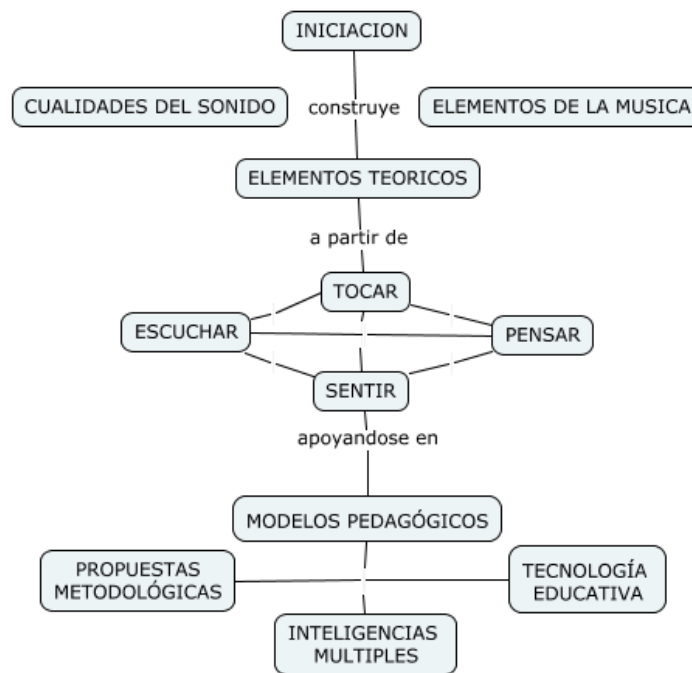 INICIACION
CUALIDADES DEL SONIDO
construye
ELEMENTOS DE LA MUSICA
ELEMENTOS TEORICOS
a partir de
TOCAR
ESCUCHAR
PENSAR
SENTIR
apoyandose en
MODELOS PEDAGÓGICOS
PROPUESTAS
METODOLÓGICAS
TECNOLOGÍA
EDUCATIVA
INTELIGENCIAS
MULTIPLES